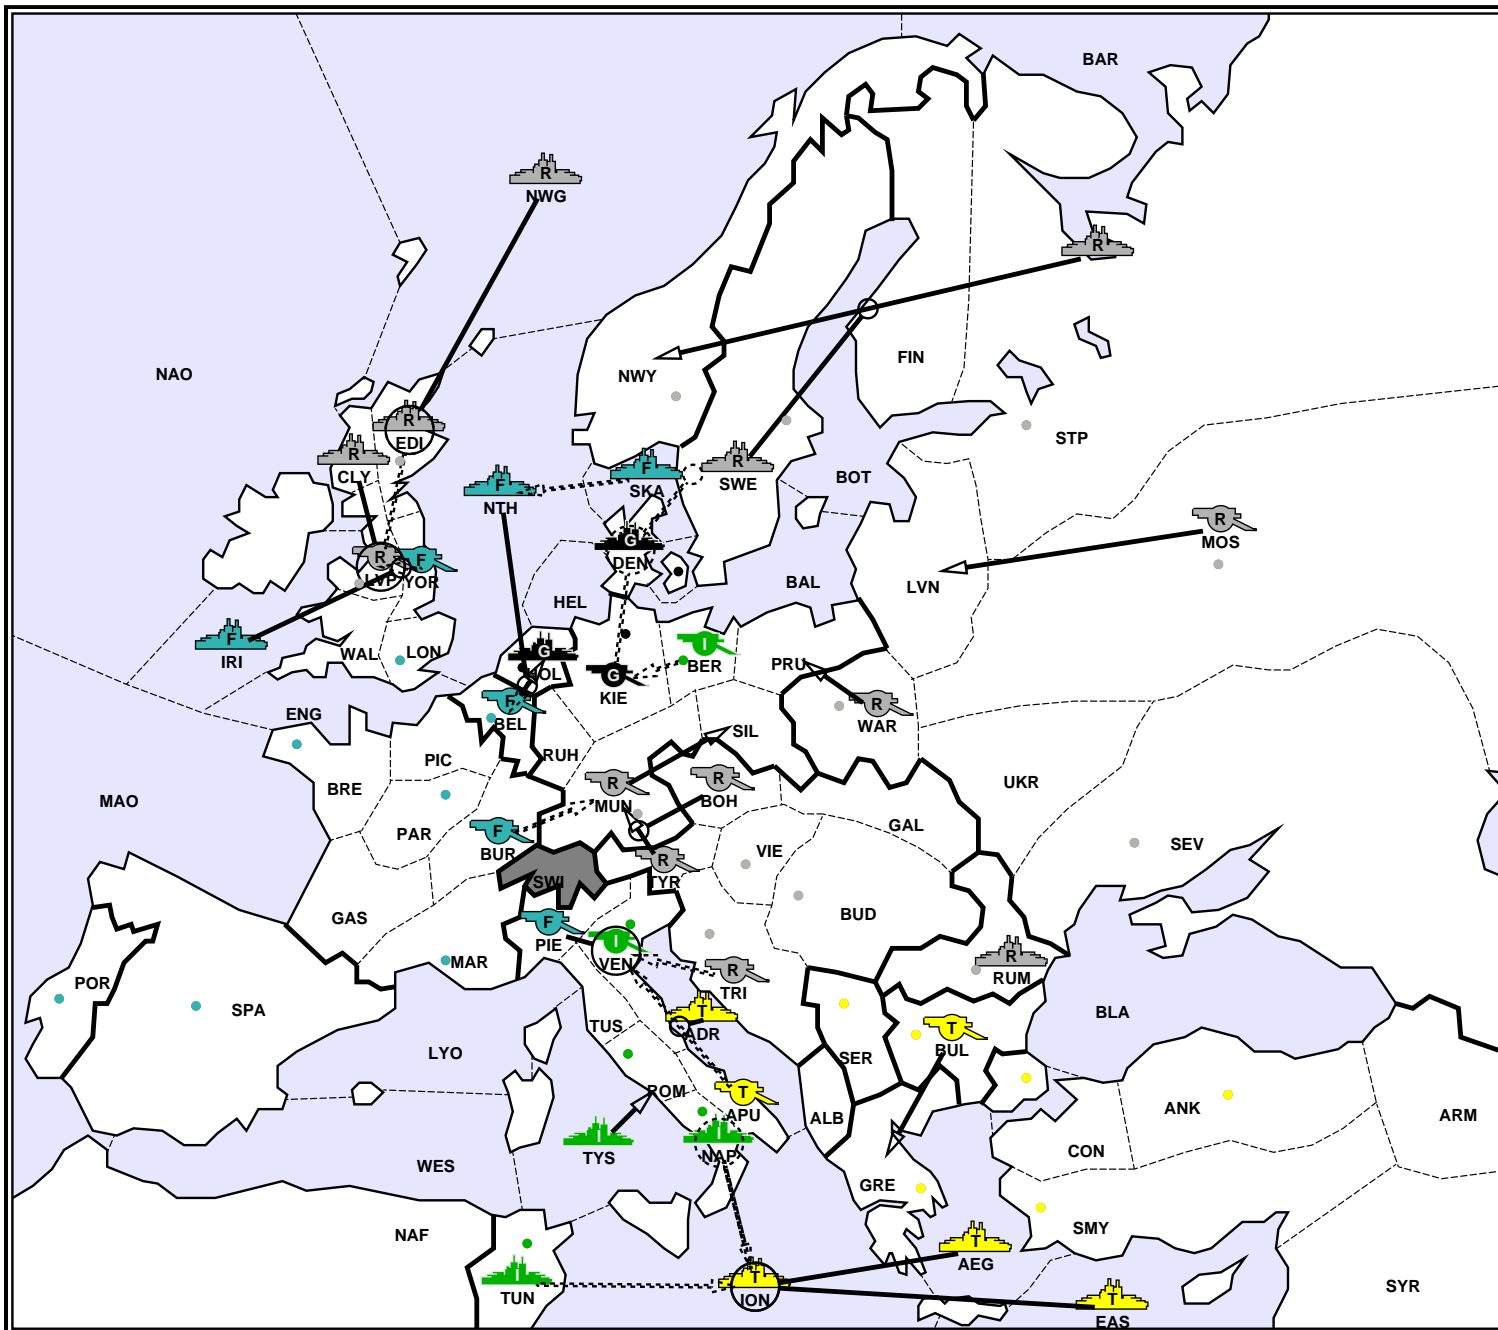 BAR
R
NWG
R
NAO
FIN
NWY
R
EDI
STP
R
CLY
F
SKA
R
SWE
BOT
F
NTH
R
MOS
G
DEN
R
LVP
F
YOR
BAL
LVN
HEL
F
IRI
WAL
LON
G
HOL
I
BER
PRU
G
KIE
F
BEL
R
WAR
ENG
SIL
RUH
PIC
R
MUN
R
BOH
UKR
BRE
MAO
PAR
F
BUR
GAL
SEV
VIE
R
TYR
SWI
GAS
BUD
F
PIE
I
VEN
MAR
R
TRI
R
RUM
POR
SPA
BLA
T
ADR
TUS
LYO
T
BUL
SER
ROM
T
APU
ALB
ANK
ARM
I
TYS
I
NAP
CON
WES
GRE
SMY
NAF
T
AEG
I
TUN
T
ION
T
EAS
SYR